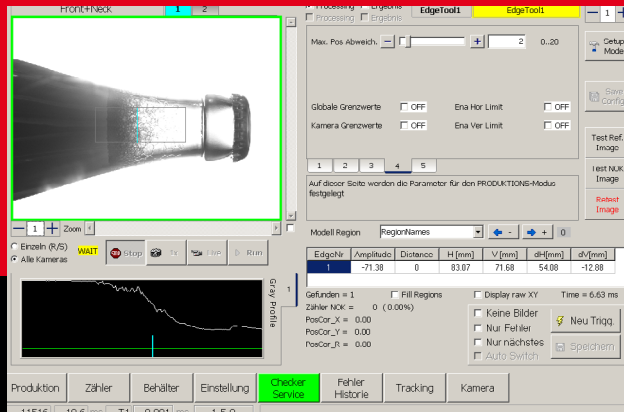 Front+Neck 1 2
Processing Ergebnis EdgeTool1 EdgeTool1
Processing Ergebnis
1
Max. Pos Abweich. 2 0..20
Setup
Mode
Save
Config
Globale Grenzwerte OFF Ena Hor Limit OFF
Kamera Grenzwerte OFF Ena Ver Limit OFF
Test Ref.
Image
Test NOK
Image
Retest
Image
1 2 3 4 5
Auf dieser Seite werden die Parameter für den PRODUKTIONS-Modus
festgelegt
1 Zoom
Modell Region RegionNames - + 0
Einzeln (R/S)
Alle Kameras
WAIT Stop 1x Live Run
EdgeNr Amplitude Distance H [mm] V [mm] dH[mm] dV[mm]
1 -71.38 0 83.07 71.68 54.08 -12.88
Gray Profile
1
Gefunden = 1 Fill Regions Display raw XY Time = 6.63 ms
Zähler NOK = 0 ( 0.00%)
PosCor_X = 0.00
PosCor_Y = 0.00
PosCor_R = 0.00
Keine Bilder
Nur Fehler
Nur nächstes
Auto Switch
Neu Trigg.
Speichern
Produktion Zähler Behälter Einstellung Checker
Service Fehler
Historie Tracking Kamera